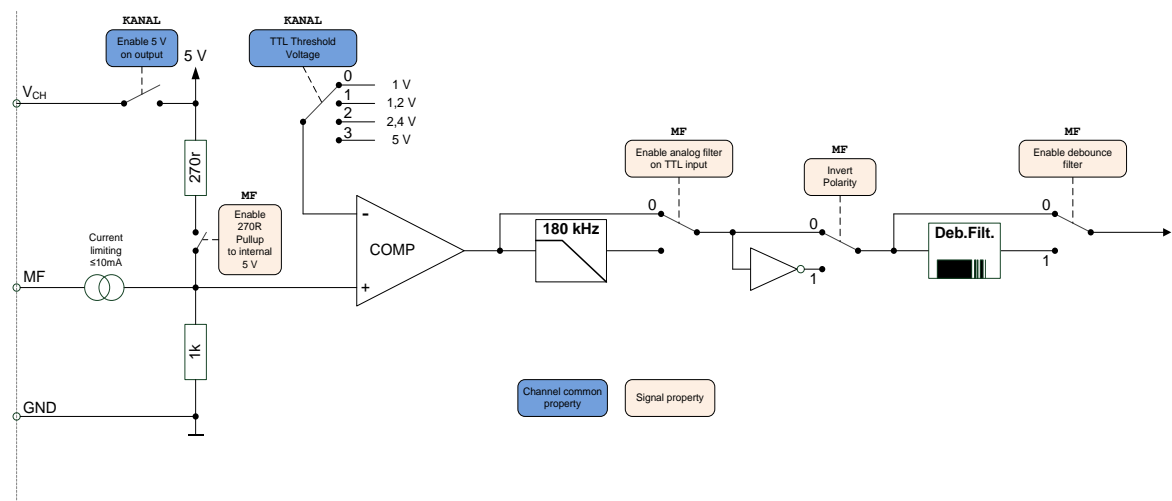 KANAL
Enable 5 V
on output
5 V
VCH
270r
KANAL
TTL Threshold
Voltage
0
1 V
1
1,2 V
2
2,4 V
3
5 V
MF
Enable
270R
Pullup
to internal
5 V
Current
limiting
≤10mA
MF
1k
GND
-
COMP
+
180 kHz
MF
Enable analog filter
on TTL input
0
MF
Invert
Polarity
0
1
MF
Enable debounce
filter
0
Deb.Filt.
1
Channel common
property
Signal property